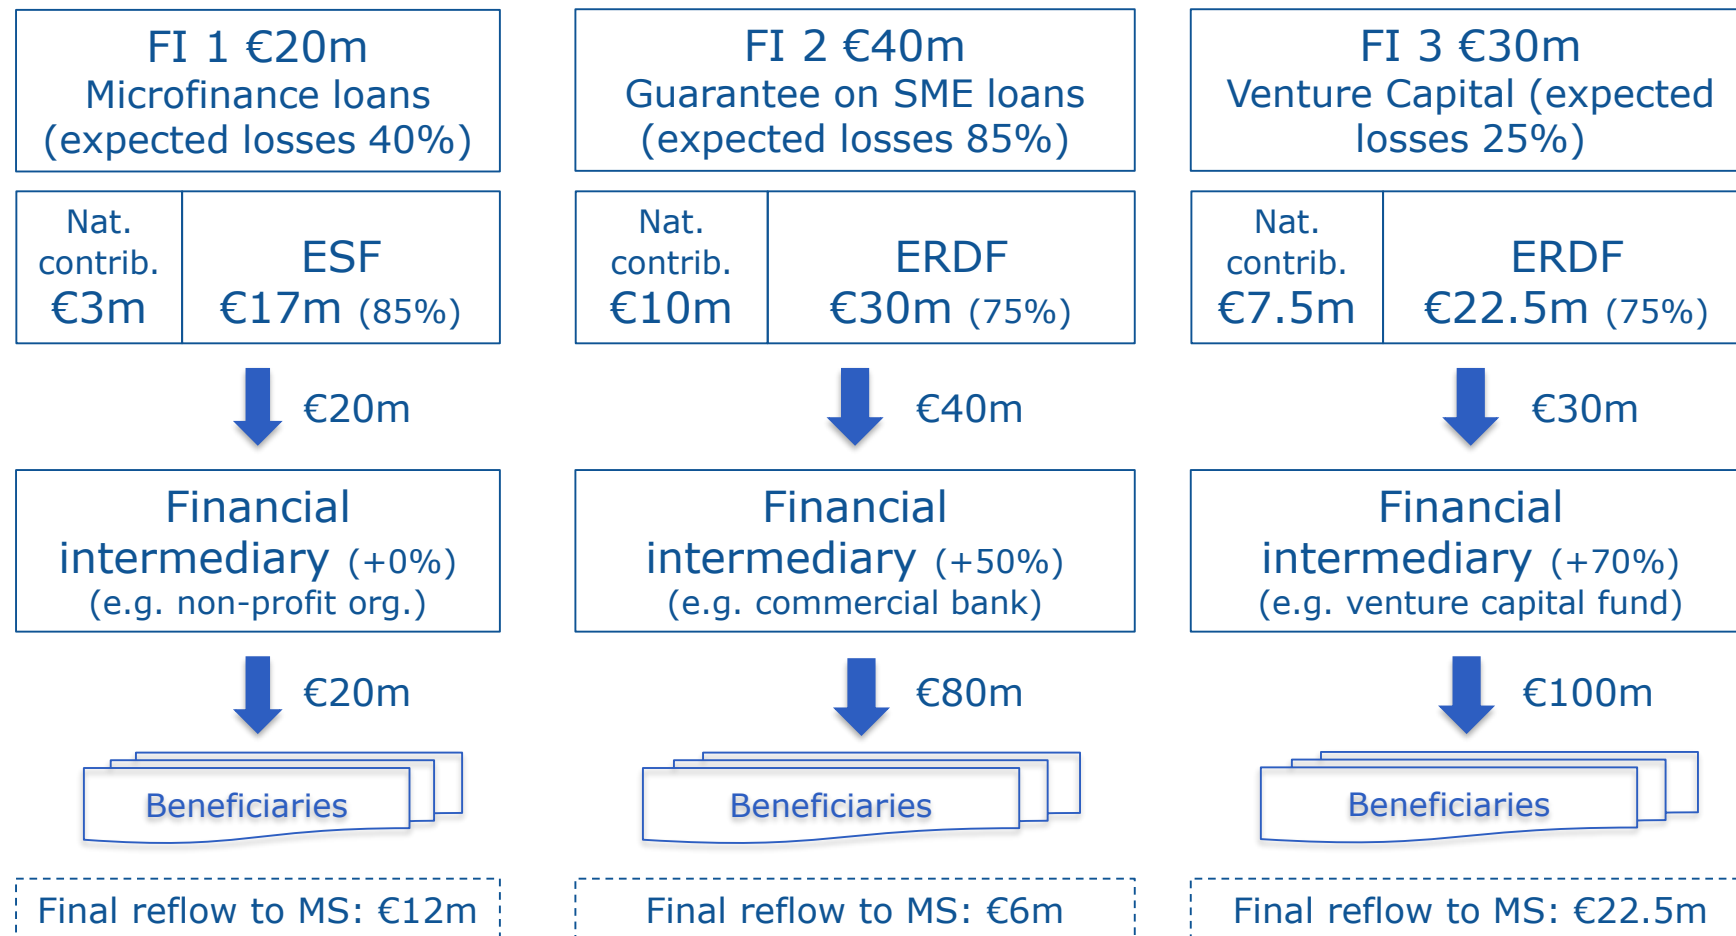 FI 1 €20m
Microfinance loans
(expected losses 40%)
Nat.
contrib.
€3m
ESF
€17m (85%)
€20m
Financial
intermediary (+0%)
(e.g. non-profit org.)
€20m
Beneficiaries
Final reflow to MS: €12m
FI 2 €40m
Guarantee on SME loans
(expected losses 85%)
Nat.
contrib.
€10m
ERDF
€30m (75%)
€40m
Financial
intermediary (+50%)
(e.g. commercial bank)
€80m
Beneficiaries
Final reflow to MS: €6m
FI 3 €30m
Venture Capital (expected
losses 25%)
Nat.
contrib.
€7.5m
ERDF
€22.5m (75%)
€30m
Financial
intermediary (+70%)
(e.g. venture capital fund)
€100m
Beneficiaries
Final reflow to MS: €22.5m